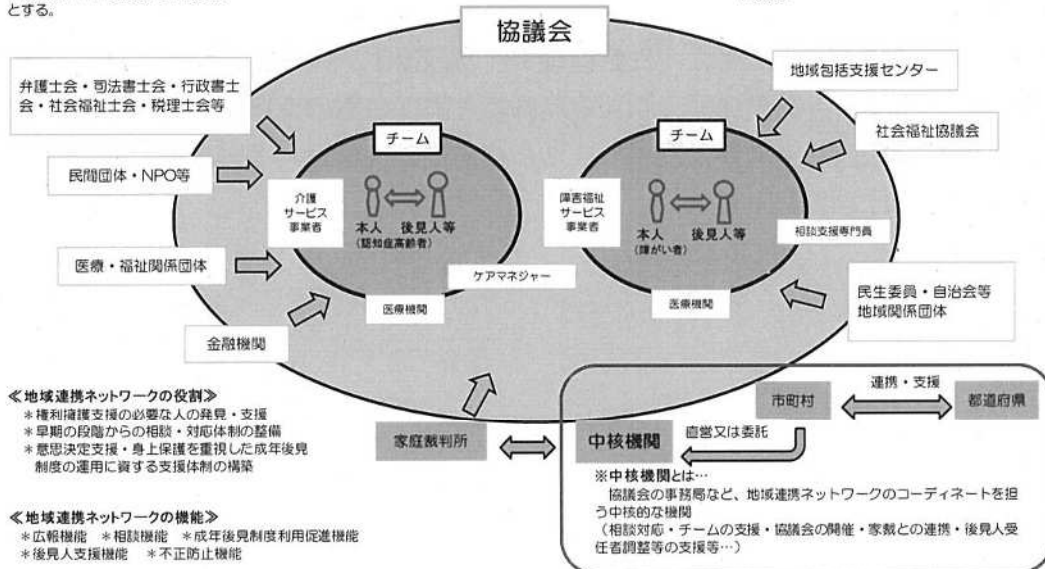 とする。
協議会
弁護士会・司法書士会・行政書士
会・社会福祉士会・税理士会等
民間団体・NPO等
医療・福祉関係団体
金融機関
チーム
介護
サービス
事業者
本人
後見人等
(認知症高齢者)
ケアマネジャー
医療機関
チーム
障害福祉
サービス
事業者
本人
後見人等
(障がい者)
相談支援専門員
医療機関
地域包括支援センター
社会福祉協議会
民生委員・自治会等
地域関係団体
家庭裁判所
中核機関
直営又は委託
市町村
連携・支援
都道府県
※中核機関とは…
協議会の事務局など、地域連携ネットワークのコーディネートを担
う中核的な機関
(相談対応・チームの支援・協議会の開催・家裁との連携・後見人受
任者調整等の支援等…)
≪地域連携ネットワークの役割≫
*権利擁護支援の必要な人の発見・支援
*早期の段階からの相談・対応体制の整備
*意思決定支援・身上保護を重視した成年後見
制度の運用に資する支援体制の構築
≪地域連携ネットワークの機能≫
*広報機能 *相談機能 *成年後見制度利用促進機能
*後見人支援機能 *不正防止機能